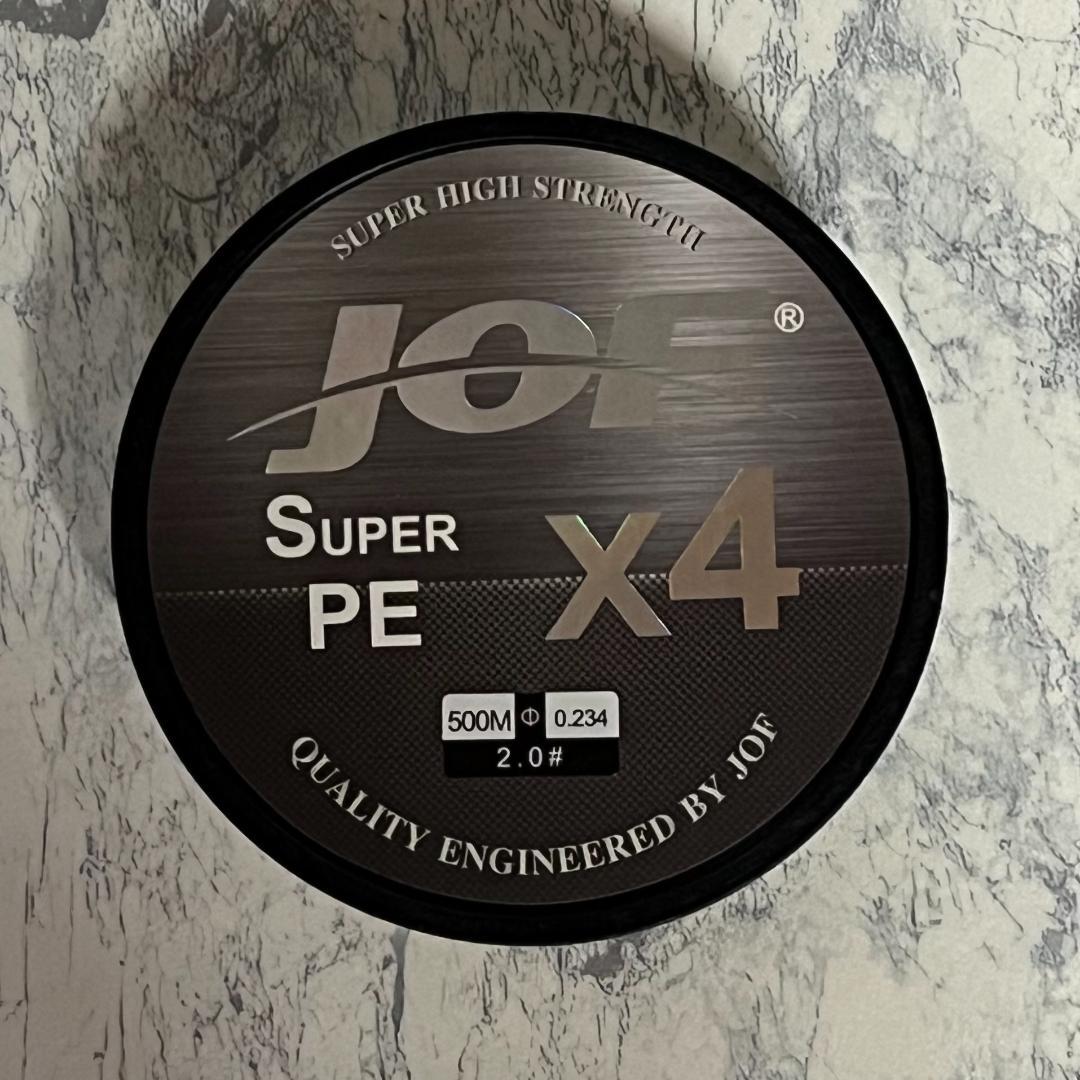 SUPER HIGH STRENGTH
JOF®
SUPER
PE
X4
500M Φ 0.234
2.0#
QUALITY ENGINEERED BY JOF